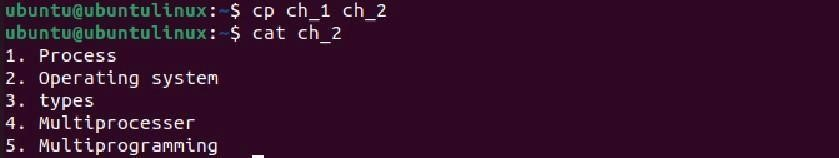 ubuntu@ubuntulinux:~$ cp ch_1 ch_2
ubuntu@ubuntulinux:~$ cat ch_2
1. Process
2. Operating system
3. types
4. Multiprocesser
5. Multiprogramming